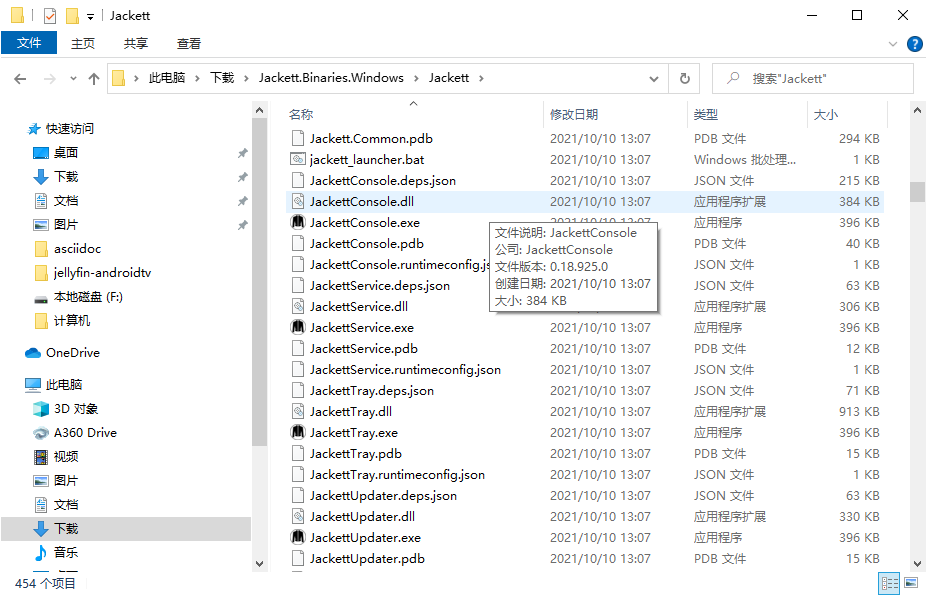 Jackett
文件 主页 共享 查看
此电脑 下载 Jackett.Binaries.Windows Jackett
搜索"Jackett"
快速访问
桌面
下载
文档
图片
asciidoc
jellyfin-androidtv
本地磁盘 (F:)
计算机
OneDrive
此电脑
3D 对象
A360 Drive
视频
图片
文档
下载
音乐
名称 修改日期 类型 大小
Jackett.Common.pdb 2021/10/10 13:07 PDB 文件 294 KB
jackett_launcher.bat 2021/10/10 13:07 Windows 批处理... 1 KB
JackettConsole.deps.json 2021/10/10 13:07 JSON 文件 215 KB
JackettConsole.dll 2021/10/10 13:07 应用程序扩展 384 KB
JackettConsole.exe 2021/10/10 13:07 应用程序 396 KB
JackettConsole.pdb PDB 文件 40 KB
JackettConsole.runtimeconfig.js JSON 文件 1 KB
JackettService.deps.json JSON 文件 63 KB
JackettService.dll 应用程序扩展 306 KB
JackettService.exe 2021/10/10 13:07 应用程序 396 KB
JackettService.pdb 2021/10/10 13:07 PDB 文件 12 KB
JackettService.runtimeconfig.json 2021/10/10 13:07 JSON 文件 1 KB
JackettTray.deps.json 2021/10/10 13:07 JSON 文件 71 KB
JackettTray.dll 2021/10/10 13:07 应用程序扩展 913 KB
JackettTray.exe 2021/10/10 13:07 应用程序 396 KB
JackettTray.pdb 2021/10/10 13:07 PDB 文件 15 KB
JackettTray.runtimeconfig.json 2021/10/10 13:07 JSON 文件 1 KB
JackettUpdater.deps.json 2021/10/10 13:07 JSON 文件 63 KB
JackettUpdater.dll 2021/10/10 13:07 应用程序扩展 330 KB
JackettUpdater.exe 2021/10/10 13:07 应用程序 396 KB
JackettUpdater.pdb 2021/10/10 13:07 PDB 文件 15 KB
文件说明: JackettConsole
公司: JackettConsole
文件版本: 0.18.925.0
创建日期: 2021/10/10 13:07
大小: 384 KB
454 个项目